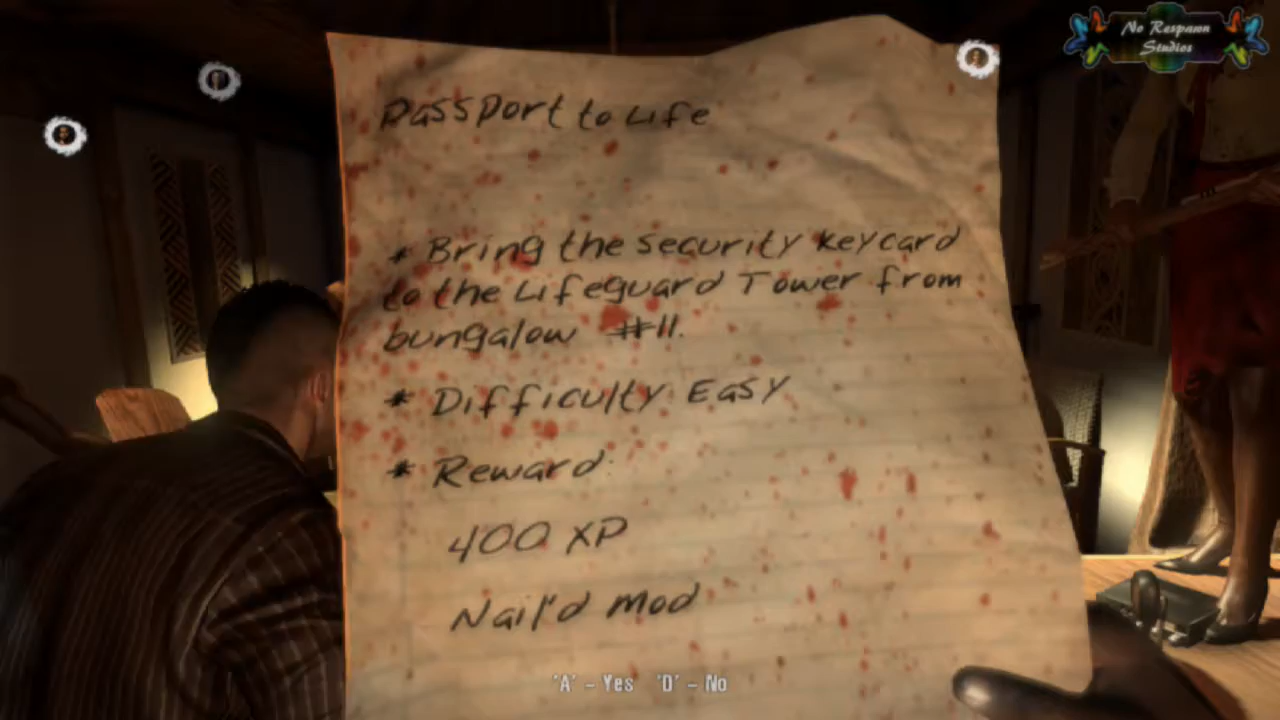 No Respawn
Studios
Passport to Life
* Bring the security keycard
to the Lifeguard Tower from
bungalow #11.
* Difficulty Easy
* Reward:
400 XP
Nail'd Mod
'A' - Yes 'D' - No